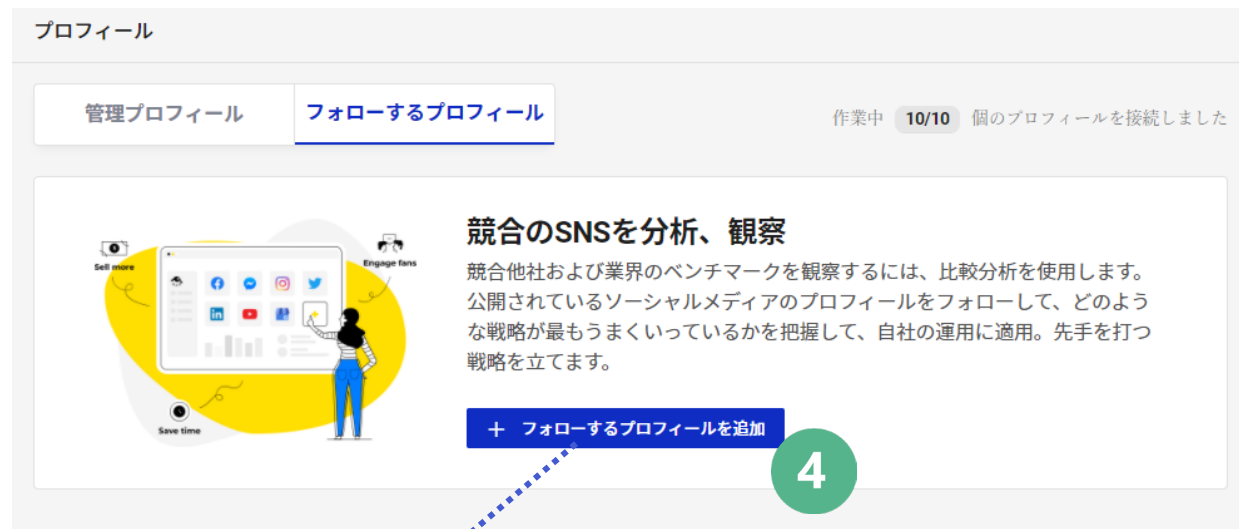 プロフィール
管理プロフィール
フォローするプロフィール
作業中 10/10 個のプロフィールを接続しました
競合のSNSを分析、観察
競合他社および業界のベンチマークを観察するには、比較分析を使用します。
公開されているソーシャルメディアのプロフィールをフォローして、どのよう
な戦略が最もうまくいっているかを把握して、自社の運用に適用。先手を打つ
戦略を立てます。
Sell more
Engage fans
in
Save time
+ フォローするプロフィールを追加
4